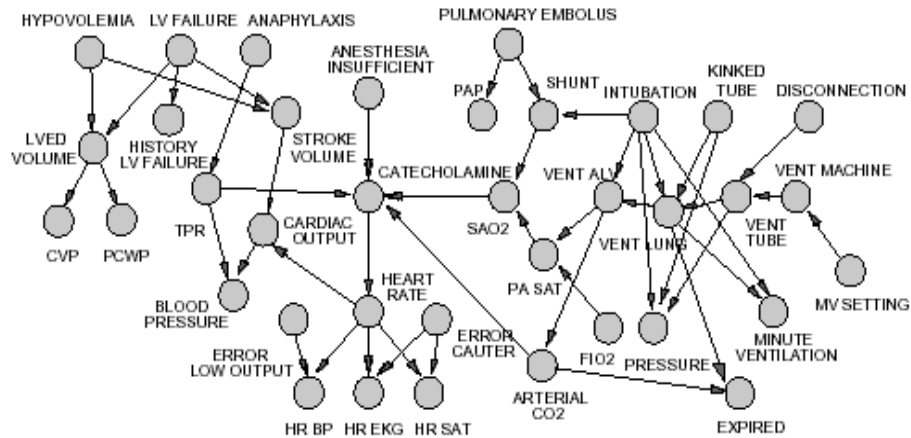 PULMONARY EMBOLUS
HYPOVOLEMIA
LV FAILURE
ANAPHYLAXIS
ANESTHESIA
INSUFFICIENT
PAP
SHUNT
INTUBATION
KINKED
TUBE
DISCONNECTION
LVED
VOLUME
HISTORY
LV FAILURE
STROKE
VOLUME
CATECHOLAMINE
VENT ALV
VENT MACHINE
CVP
PCWP
TPR
CARDIAC
OUTPUT
SAO2
VENT LUNG
VENT
TUBE
BLOOD
PRESSURE
HEART
RATE
PA SAT
MV SETTING
ERROR
LOW OUTPUT
ERROR
CAUTER
FIO2
PRESSURE
MINUTE
VENTILATION
HR BP
HR EKG
HR SAT
ARTERIAL
CO2
EXPIRED